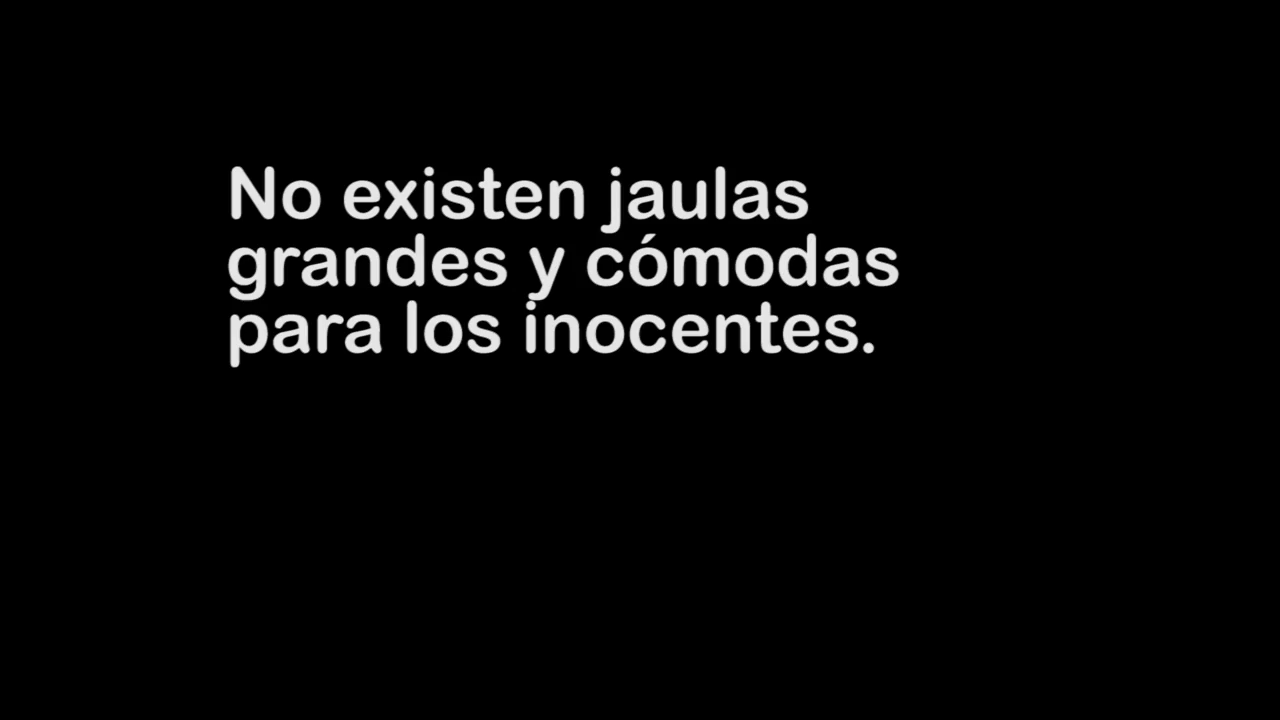 No existen jaulas
grandes y cómodas
para los inocentes.